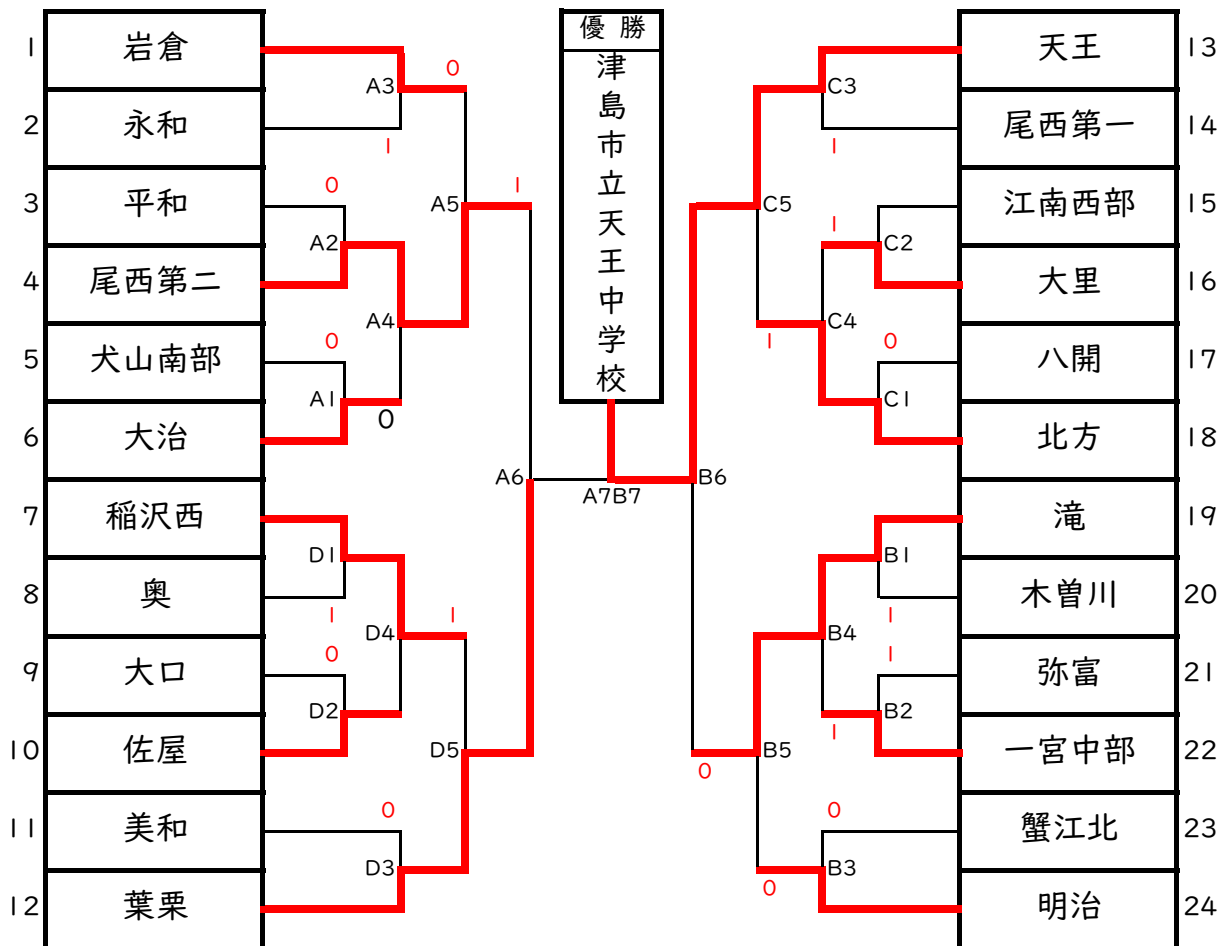 優勝
津島市立天王中学校
1 岩倉
2 永和
3 平和
4 尾西第二
5 犬山南部
6 大治
7 稲沢西
8 奥
9 大口
10 佐屋
11 美和
12 葉栗
A3
0
1
0
A2
A5
1
A4
0
A1
0
A6
A7B7
D1
1
0
D4
1
D2
D5
0
D3
C3
1
C5
1
C2
C4
1
0
C1
B6
B1
1
B4
1
B2
1
B5
0
0
B3
0
天王 13
尾西第一 14
江南西部 15
大里 16
八開 17
北方 18
滝 19
木曽川 20
弥富 21
一宮中部 22
蟹江北 23
明治 24